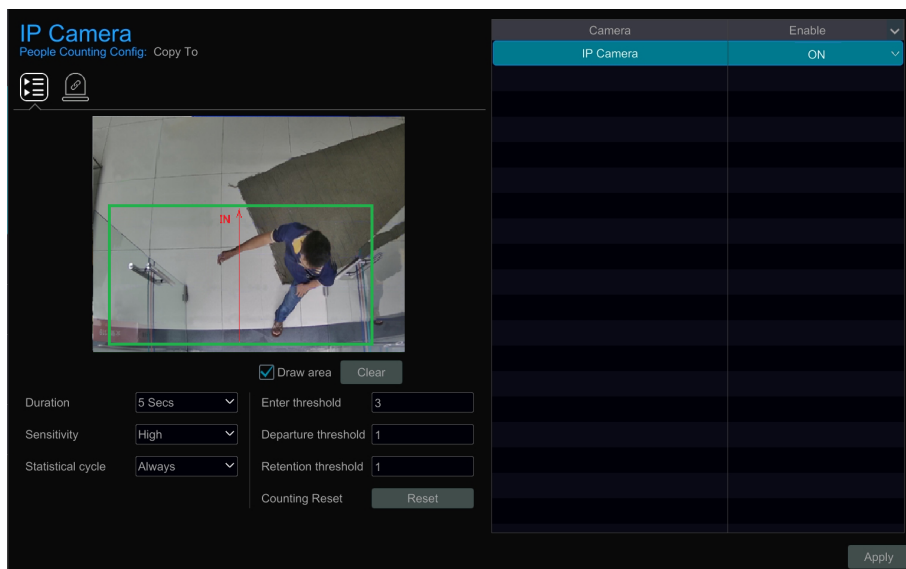 IP Camera
People Counting Config: Copy To
IN
Draw area
Clear
Duration
5 Secs
Sensitivity
High
Statistical cycle
Always
Enter threshold
3
Departure threshold
1
Retention threshold
1
Counting Reset
Reset
Camera
Enable
IP Camera
ON
Apply